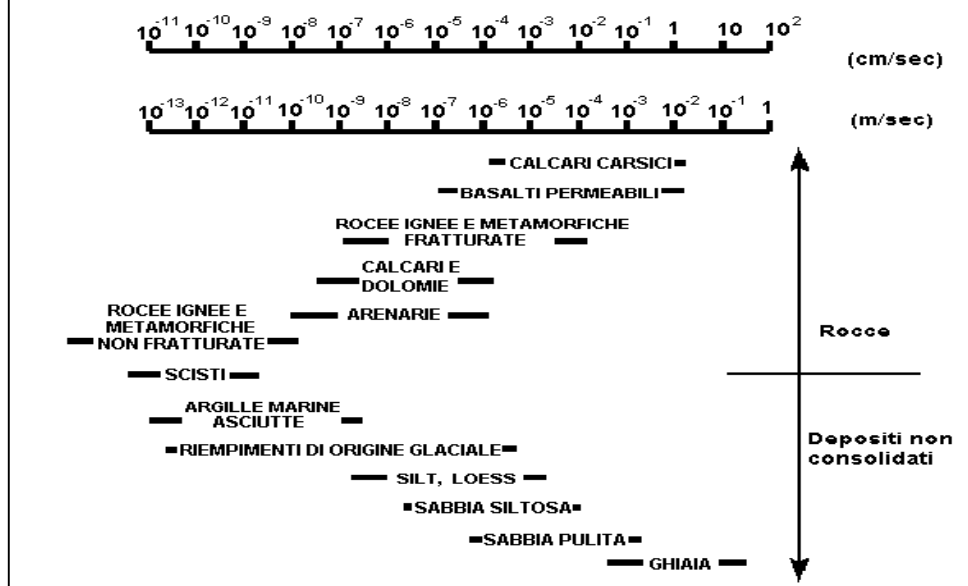 10⁻¹¹ 10⁻¹⁰ 10⁻⁹ 10⁻⁸ 10⁻⁷ 10⁻⁶ 10⁻⁵ 10⁻⁴ 10⁻³ 10⁻² 10⁻¹ 1 10 10²
(cm/sec)
10⁻¹³ 10⁻¹² 10⁻¹¹ 10⁻¹⁰ 10⁻⁹ 10⁻⁸ 10⁻⁷ 10⁻⁶ 10⁻⁵ 10⁻⁴ 10⁻³ 10⁻² 10⁻¹ 1
(m/sec)
CALCARI CARSICI
BASALTI PERMEABILI
ROCEE IGNEE E METAMORFICHE
FRATTURATE
CALCARI E
DOLOMIE
ARENARIE
ROCEE IGNEE E
METAMORFICHE
NON FRATTURATE
Rocce
SCISTI
ARGILLE MARINE
ASCIUTTE
RIEMPIMENTI DI ORIGINE GLACIALE
SILT, LOESS
SABBIA SILTOSA
SABBIA PULITA
GHIAIA
Depositi non
consolidati